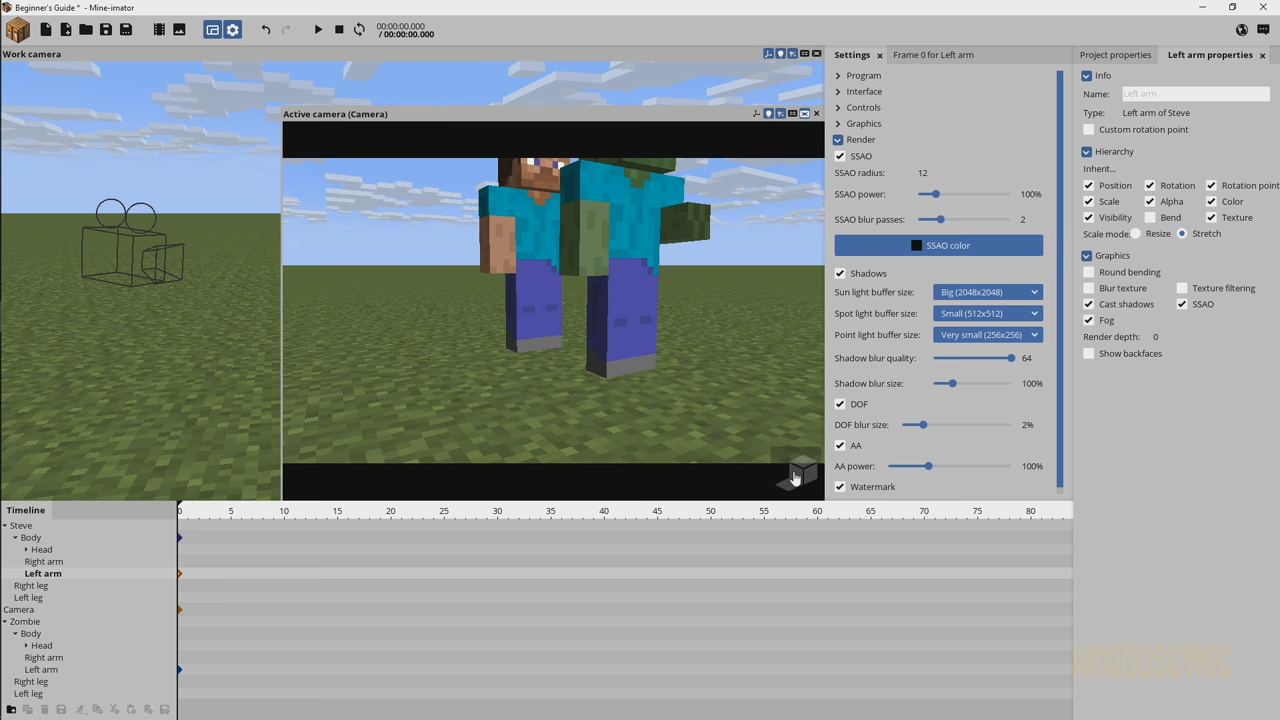 Beginner's Guide * - Mine-imator
00:00:00.000
/ 00:00:00.000
Work camera
Active camera (Camera)
Settings
Frame 0 for Left arm
Program
Interface
Controls
Graphics
Render
SSAO
SSAO radius: 12
SSAO power: 100%
SSAO blur passes: 2
SSAO color
Shadows
Sun light buffer size: Big (2048x2048)
Spot light buffer size: Small (512x512)
Point light buffer size: Very small (256x256)
Shadow blur quality: 64
Shadow blur size: 100%
DOF
DOF blur size: 2%
AA
AA power: 100%
Watermark
Project properties
Left arm properties
Info
Name: Left arm
Type: Left arm of Steve
Custom rotation point
Hierarchy
Inherit...
Position Rotation Rotation point
Scale Alpha Color
Visibility Bend Texture
Scale mode: Resize Stretch
Graphics
Round bending
Blur texture Texture filtering
Cast shadows SSAO
Fog
Render depth: 0
Show backfaces
Timeline
0 5 10 15 20 25 30 35 40 45 50 55 60 65 70 75 80
Steve
Body
Head
Right arm
Left arm
Right leg
Left leg
Camera
Zombie
Body
Head
Right arm
Left arm
Right leg
Left leg